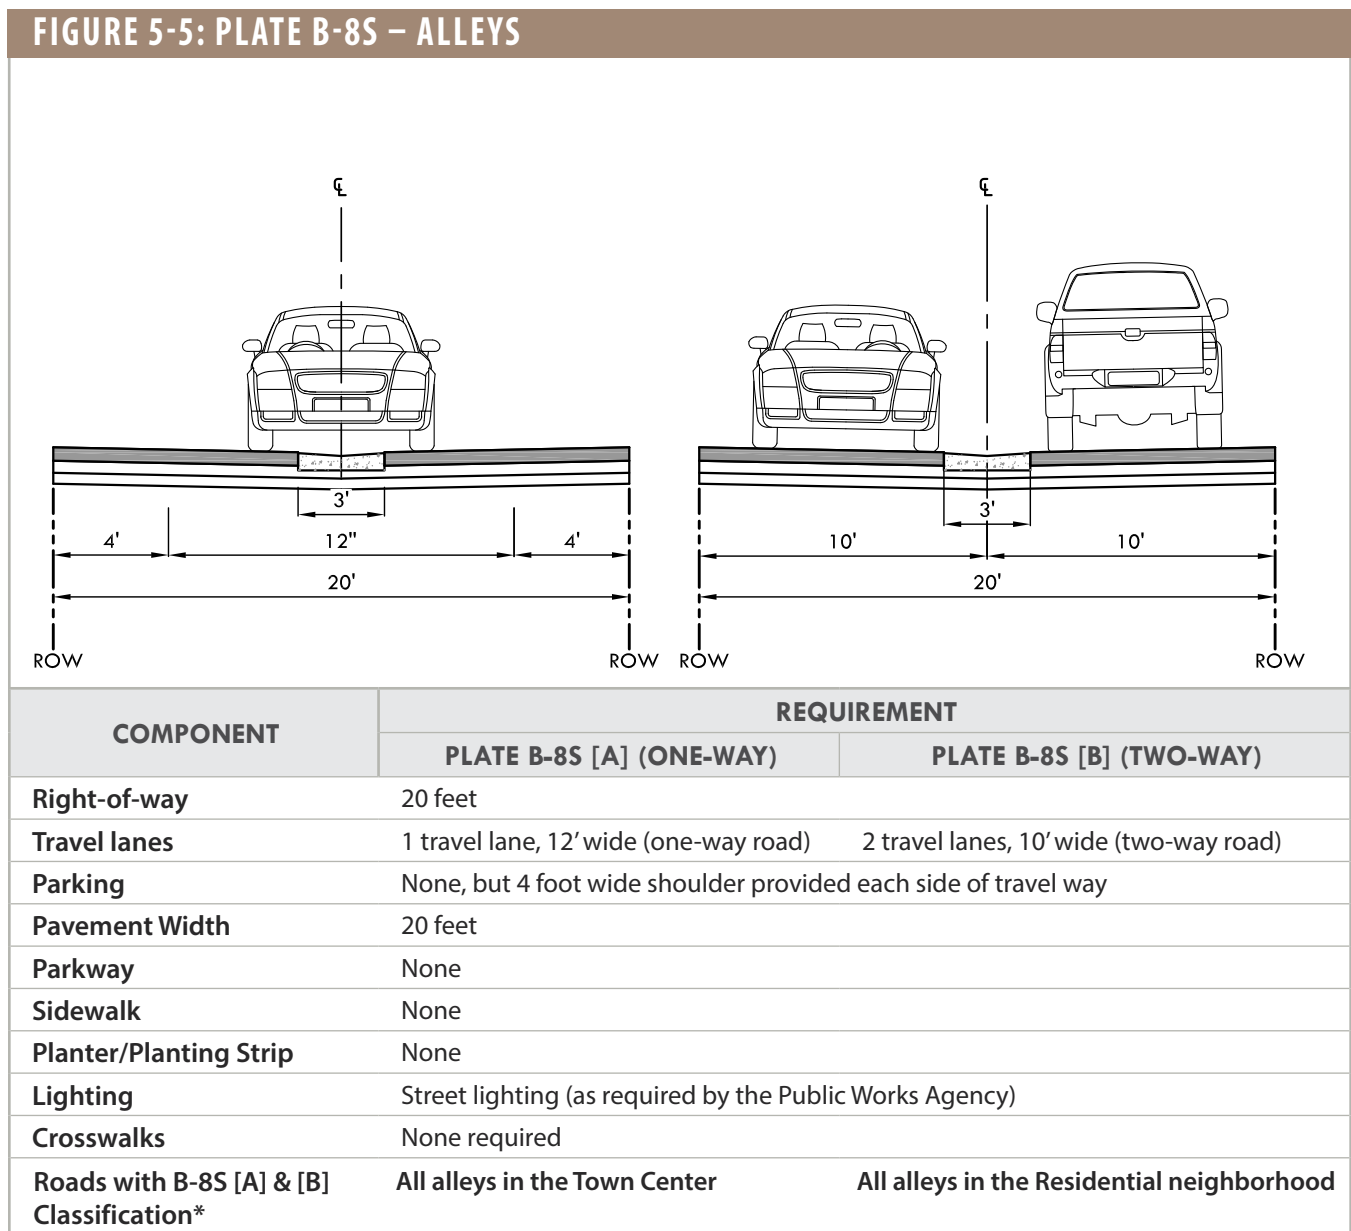 FIGURE 5-5: PLATE B-8S – ALLEYS
℄ ℄
3' 3'
4' 12" 4' 10' 10'
20' 20'
ROW ROW ROW ROW
COMPONENT
REQUIREMENT
PLATE B-8S [A] (ONE-WAY) PLATE B-8S [B] (TWO-WAY)
Right-of-way 20 feet
Travel lanes 1 travel lane, 12' wide (one-way road) 2 travel lanes, 10' wide (two-way road)
Parking None, but 4 foot wide shoulder provided each side of travel way
Pavement Width 20 feet
Parkway None
Sidewalk None
Planter/Planting Strip None
Lighting Street lighting (as required by the Public Works Agency)
Crosswalks None required
Roads with B-8S [A] & [B] All alleys in the Town Center All alleys in the Residential neighborhood
Classification*